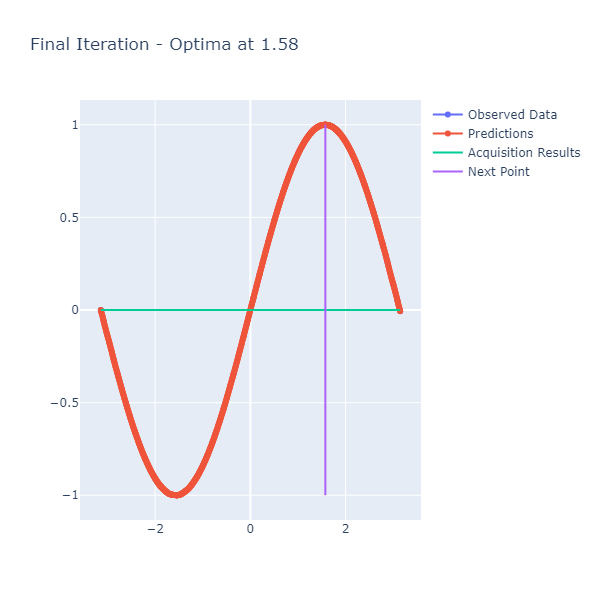 Final Iteration - Optima at 1.58
Observed Data
Predictions
Acquisition Results
Next Point
1
0.5
0
−0.5
−1
−2
0
2